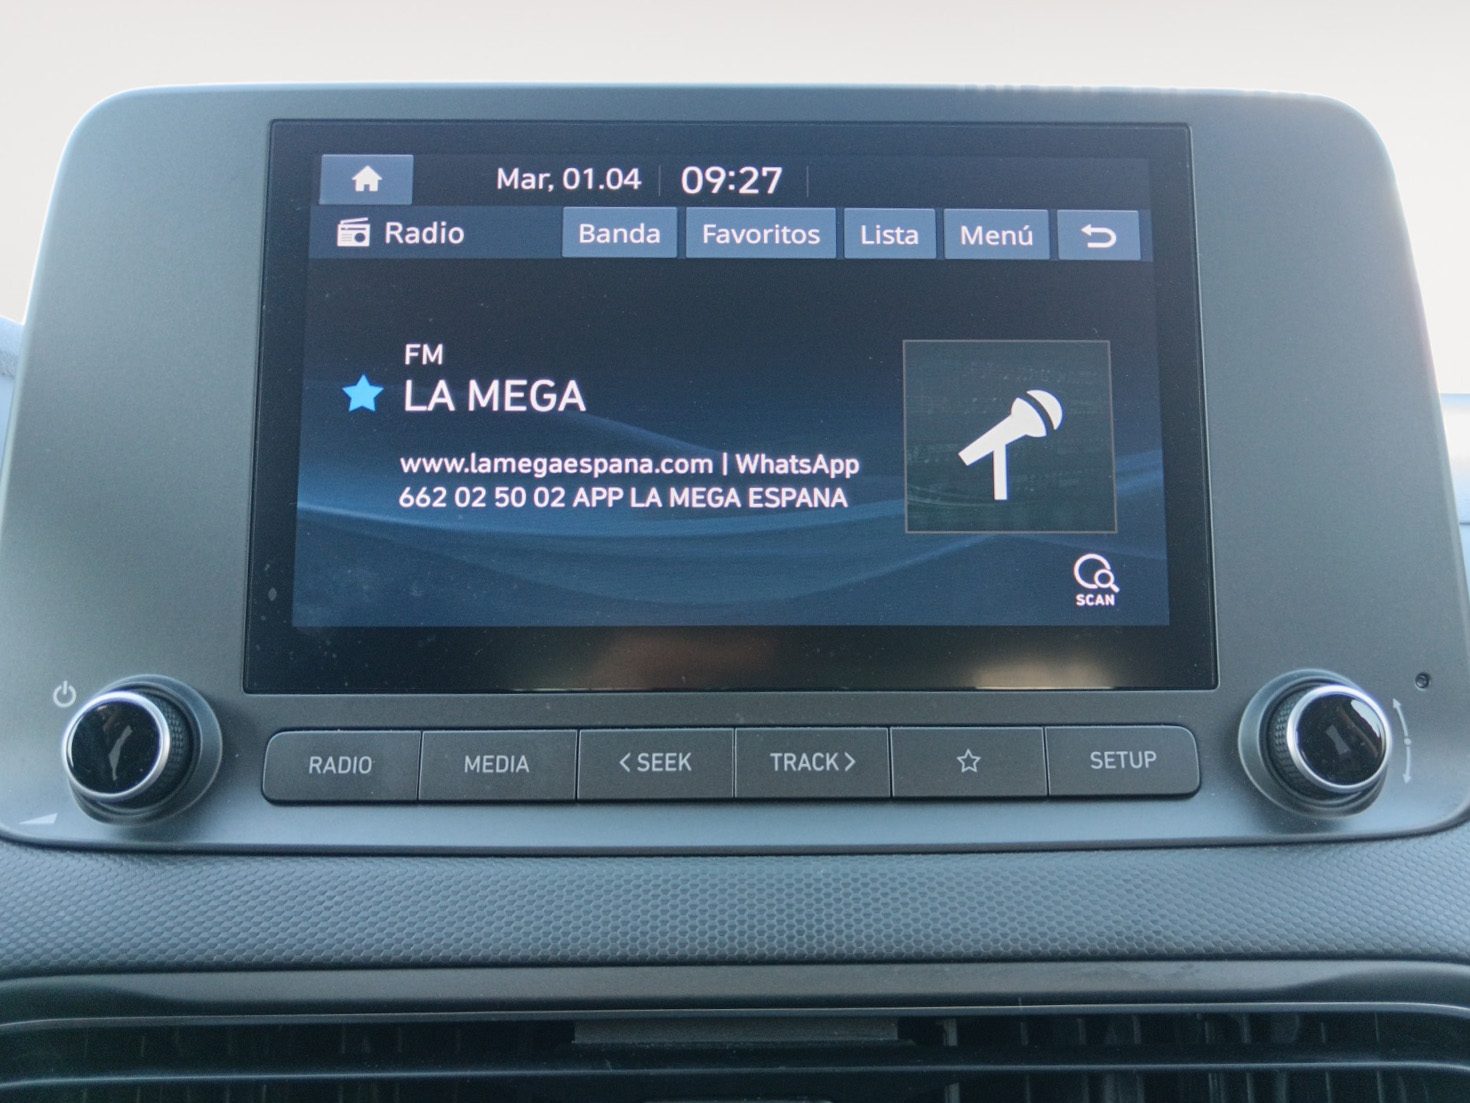 Mar, 01.04 09:27
Radio Banda Favoritos Lista Menú
FM
LA MEGA
www.lamegaespana.com | WhatsApp
662 02 50 02 APP LA MEGA ESPANA
SCAN
RADIO MEDIA < SEEK TRACK > SETUP